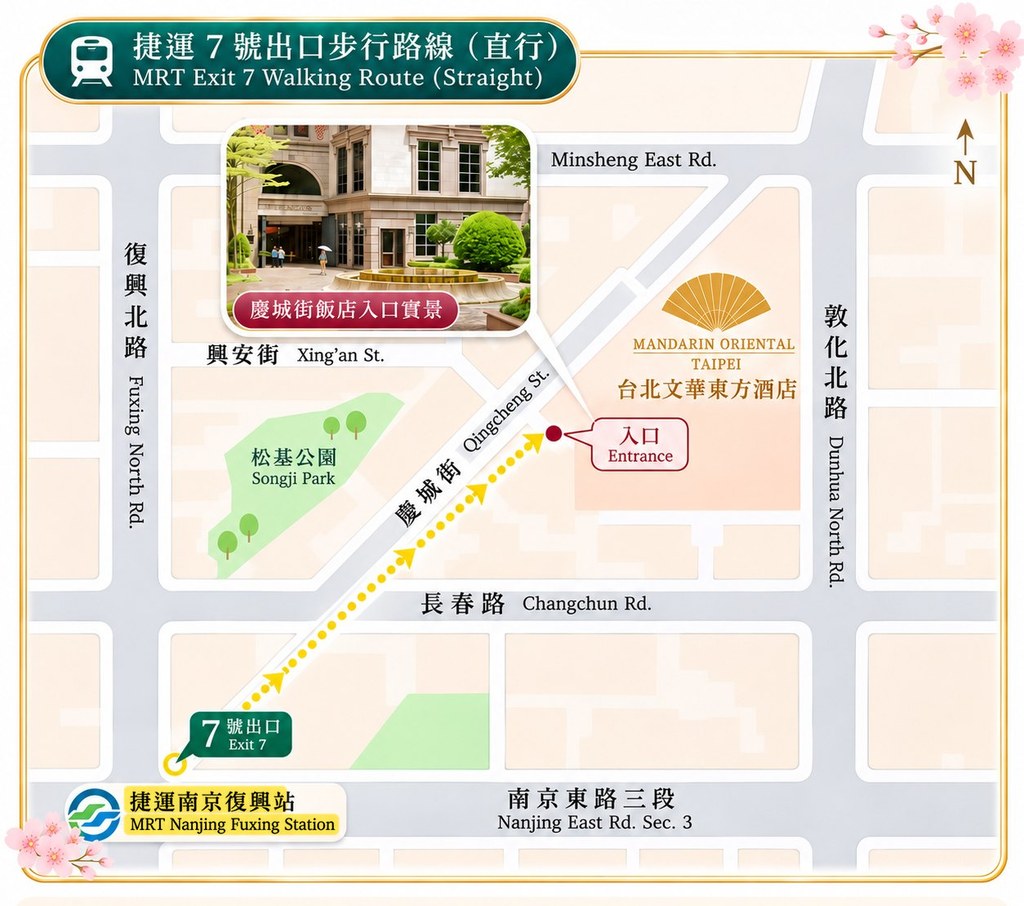 捷運 7 號出口步行路線（直行）
MRT Exit 7 Walking Route (Straight)
Minsheng East Rd.
N
復興北路 Fuxing North Rd.
慶城街飯店入口實景
興安街 Xing'an St.
MANDARIN ORIENTAL
TAIPEI
台北文華東方酒店
敦化北路 Dunhua North Rd.
慶城街 Qingcheng St.
入口
Entrance
松基公園
Songji Park
長春路 Changchun Rd.
7 號出口
Exit 7
捷運南京復興站
MRT Nanjing Fuxing Station
南京東路三段
Nanjing East Rd. Sec. 3